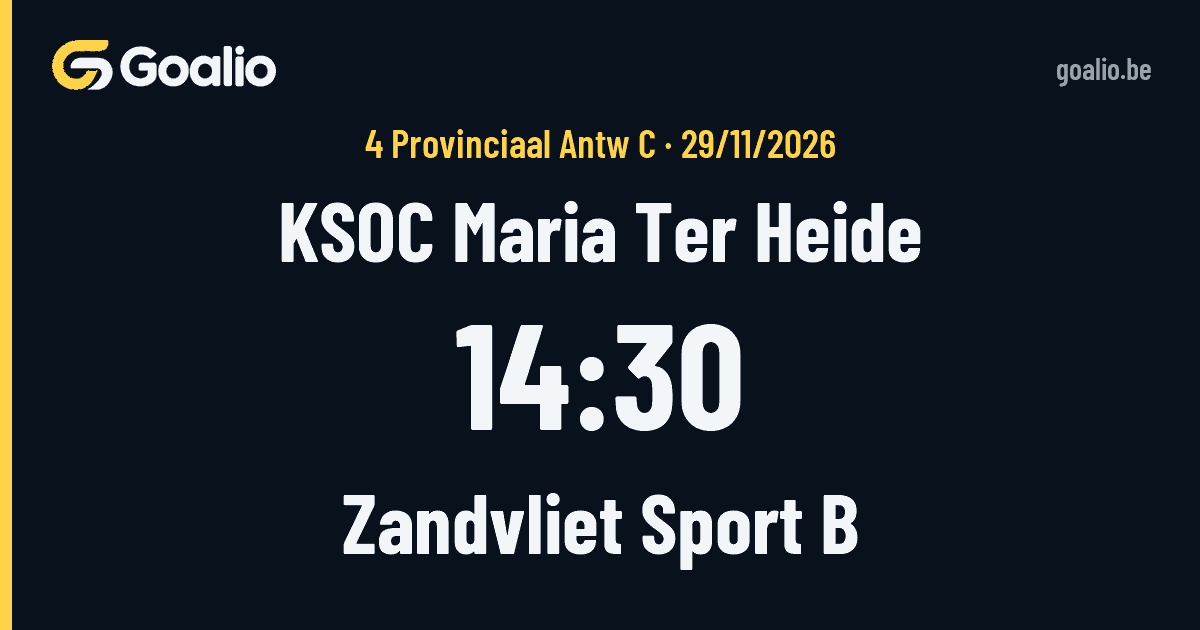 Goalio
goalio.be
4 Provinciaal Antw C · 29/11/2026
KSOC Maria Ter Heide
14:30
Zandvliet Sport B